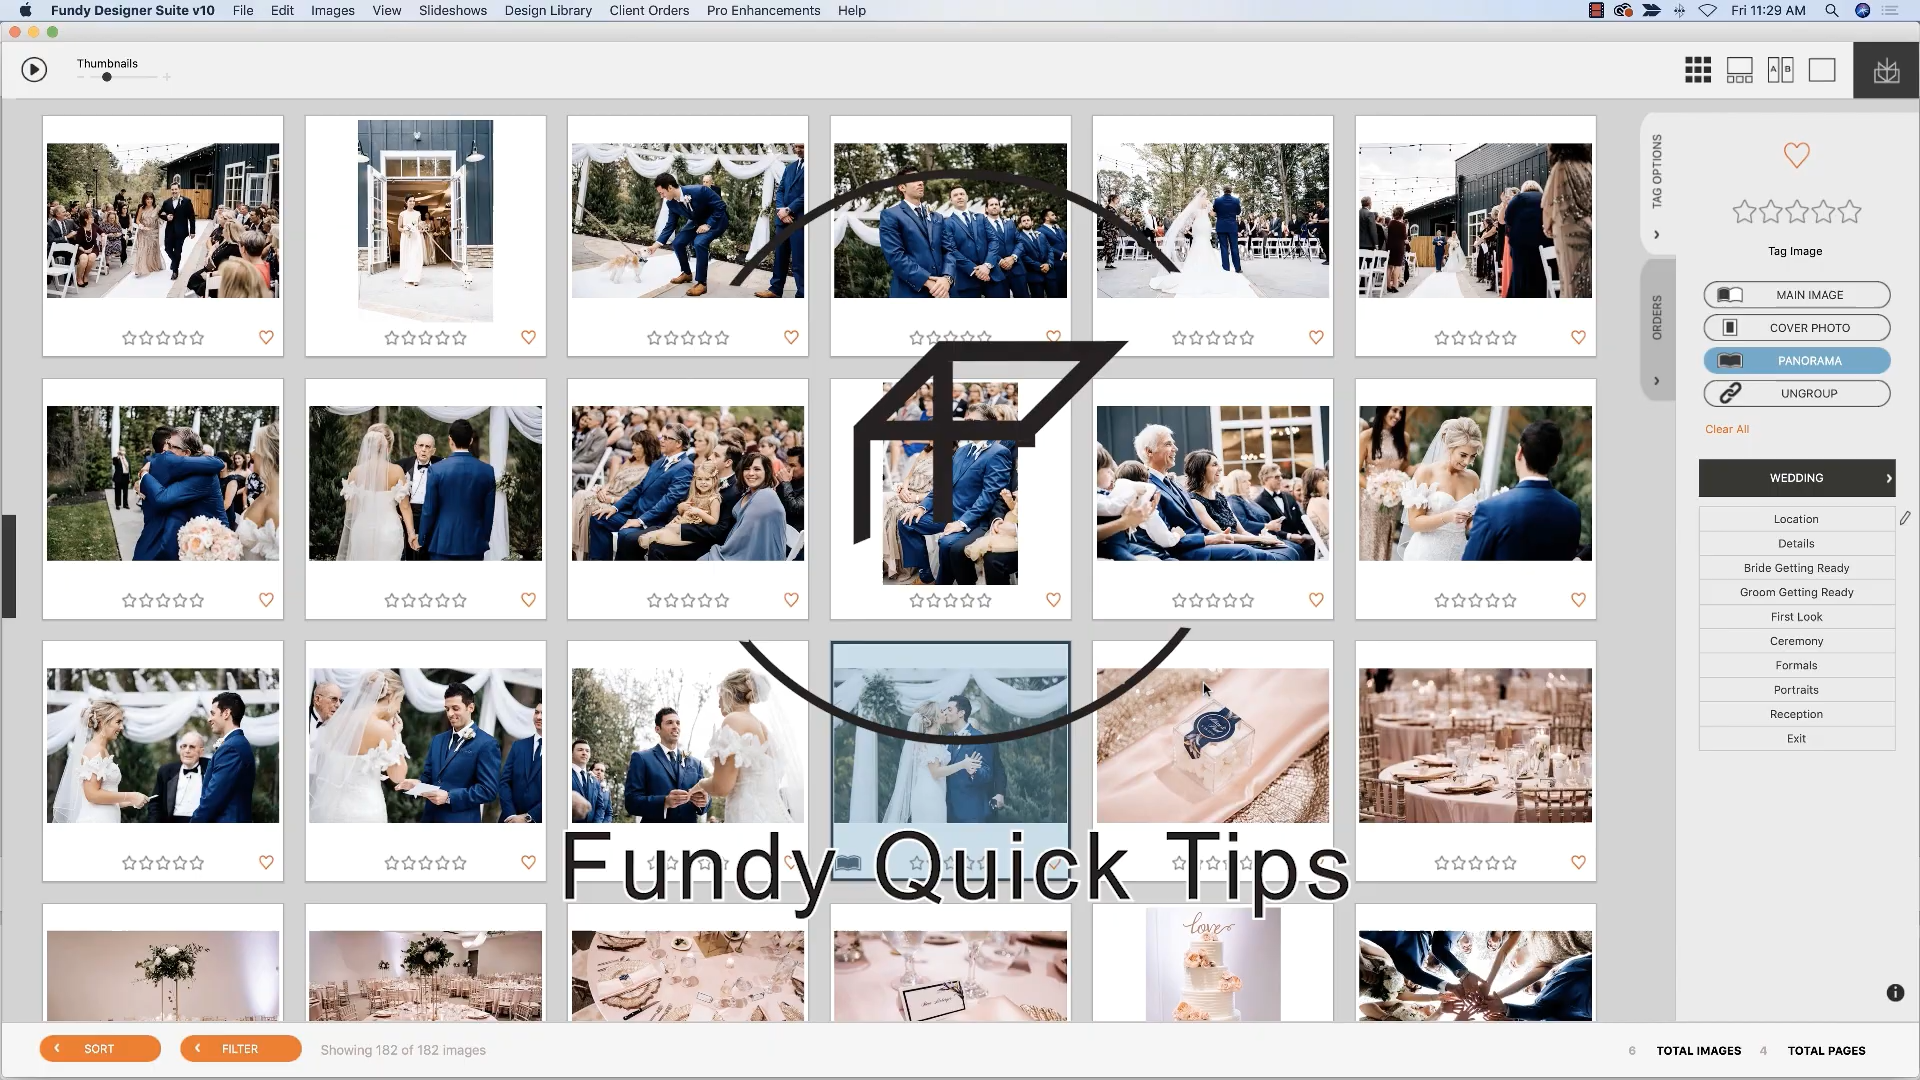 Fundy Designer Suite v10 File Edit Images View Slideshows Design Library Client Orders Pro Enhancements Help Fri 11:29 AM
Thumbnails
A B
TAG OPTIONS
ORDERS
Tag Image
MAIN IMAGE
COVER PHOTO
PANORAMA
UNGROUP
Clear All
WEDDING
Location
Details
Bride Getting Ready
Groom Getting Ready
First Look
Ceremony
Formals
Portraits
Reception
Exit
love
Fundy Quick Tips
SORT FILTER Showing 182 of 182 images 6 TOTAL IMAGES 4 TOTAL PAGES